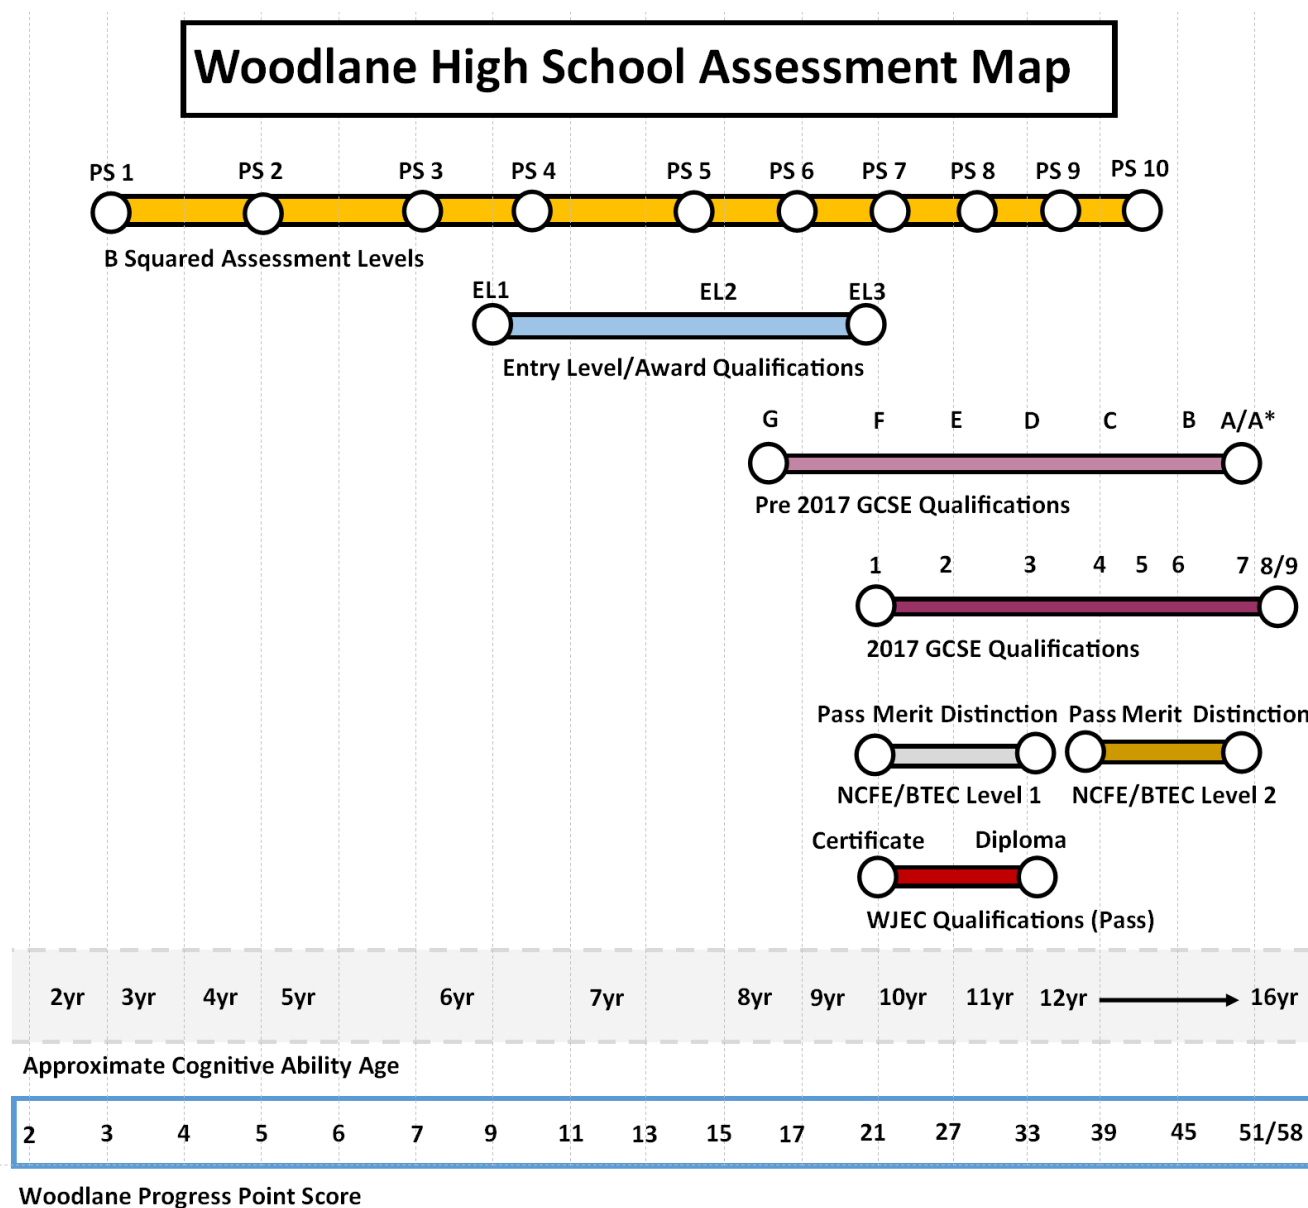 Woodlane High School Assessment Map
PS 1 PS 2 PS 3 PS 4 PS 5 PS 6 PS 7 PS 8 PS 9 PS 10
B Squared Assessment Levels
EL1 EL2 EL3
Entry Level/Award Qualifications
G F E D C B A/A*
Pre 2017 GCSE Qualifications
1 2 3 4 5 6 7 8/9
2017 GCSE Qualifications
Pass Merit Distinction Pass Merit Distinction
NCFE/BTEC Level 1 NCFE/BTEC Level 2
Certificate Diploma
WJEC Qualifications (Pass)
2yr 3yr 4yr 5yr 6yr 7yr 8yr 9yr 10yr 11yr 12yr 16yr
Approximate Cognitive Ability Age
2 3 4 5 6 7 9 11 13 15 17 21 27 33 39 45 51/58
Woodlane Progress Point Score